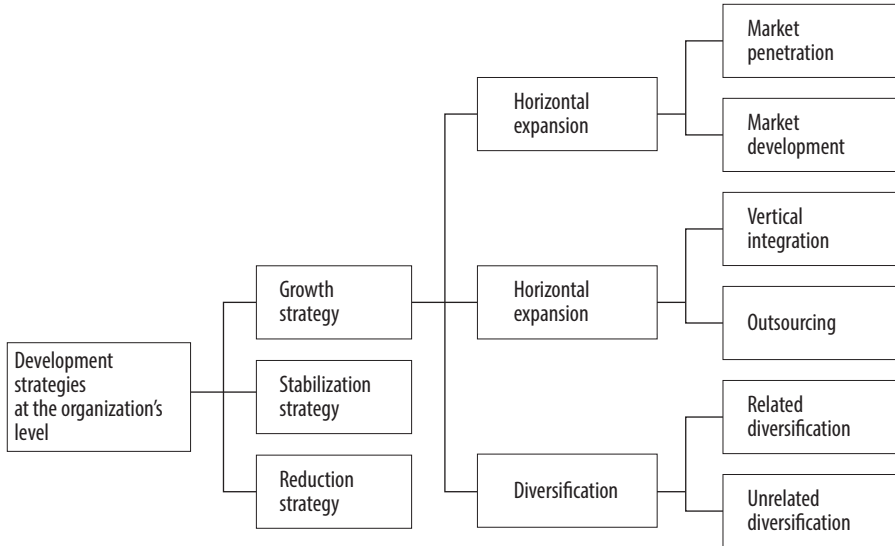 Development
strategies
at the organization's
level
Growth
strategy
Stabilization
strategy
Reduction
strategy
Horizontal
expansion
Horizontal
expansion
Diversification
Market
penetration
Market
development
Vertical
integration
Outsourcing
Related
diversification
Unrelated
diversification